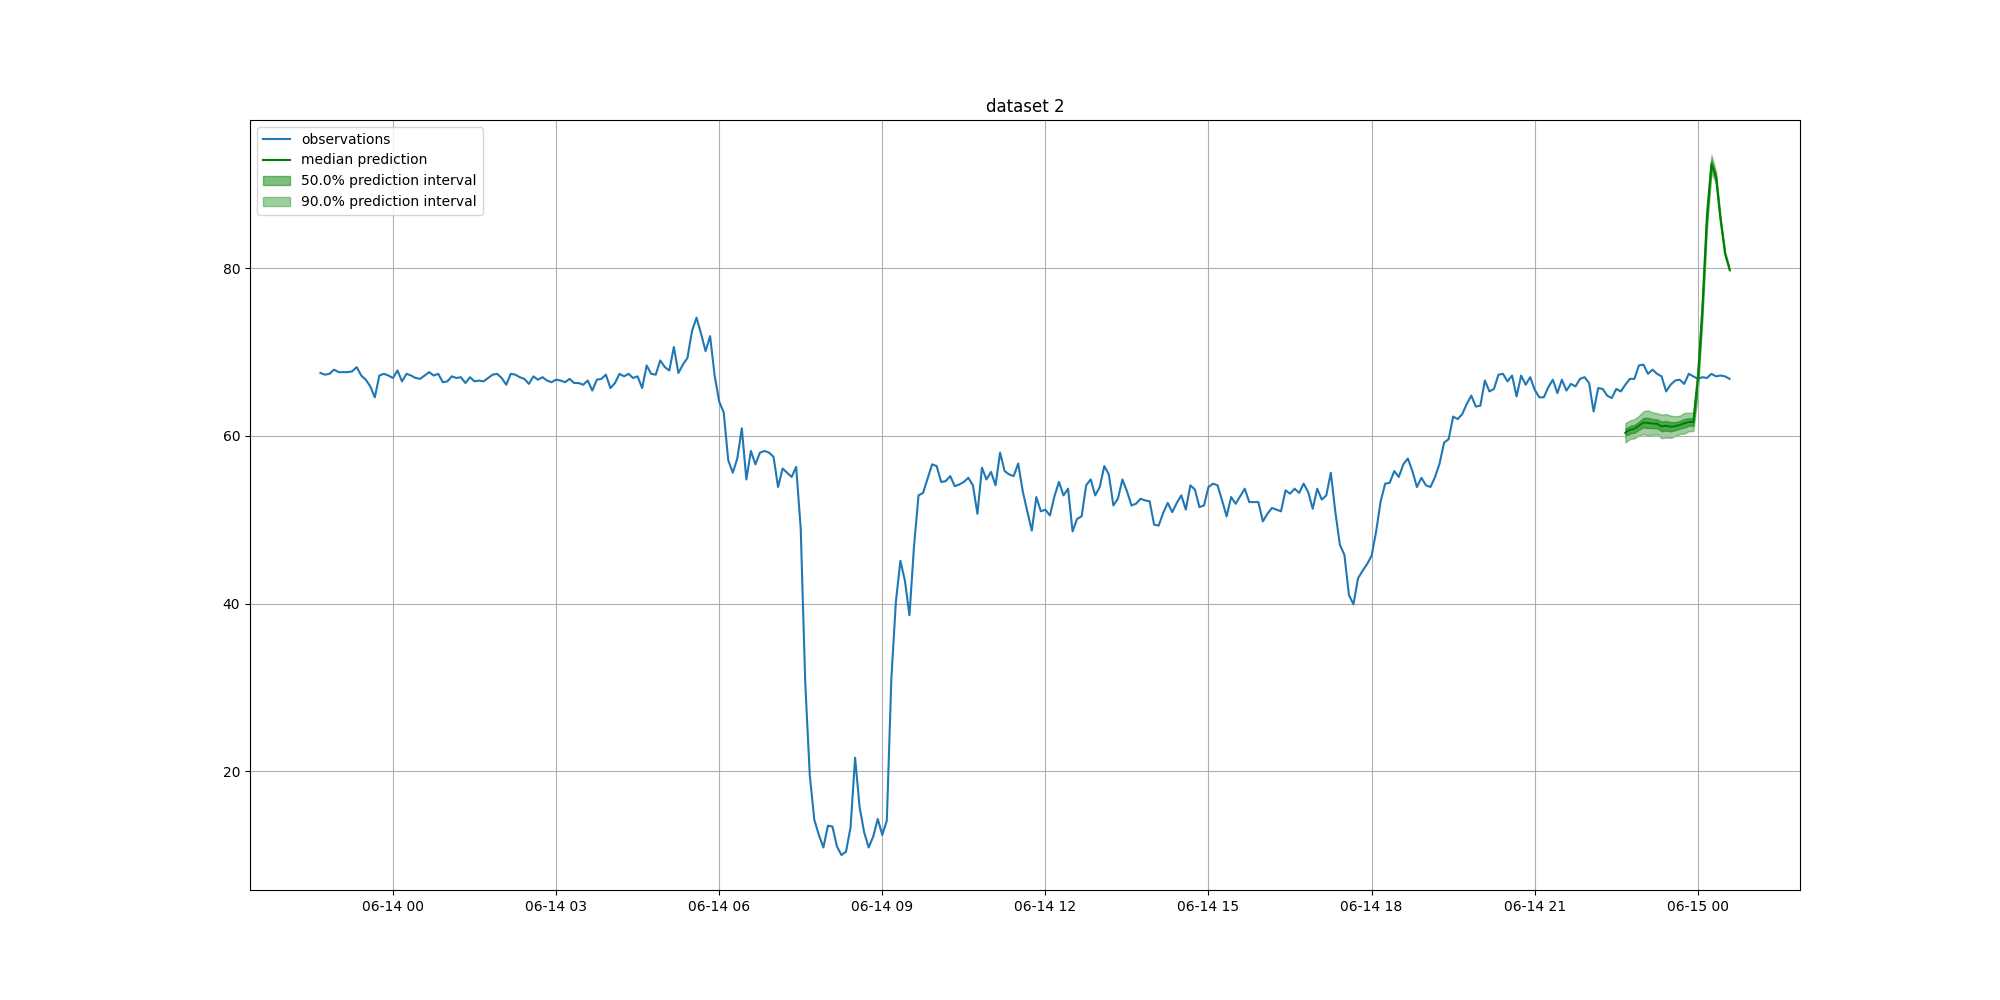 dataset 2
observations
median prediction
50.0% prediction interval
90.0% prediction interval
80
60
40
20
06-14 00
06-14 03
06-14 06
06-14 09
06-14 12
06-14 15
06-14 18
06-14 21
06-15 00